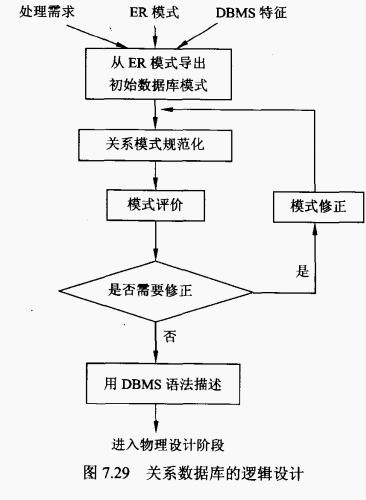 处理需求 ER 模式 DBMS 特征
从 ER 模式导出
初始数据库模式
关系模式规范化
模式评价
模式修正
是否需要修正
是
否
用 DBMS 语法描述
进入物理设计阶段
图 7.29 关系数据库的逻辑设计